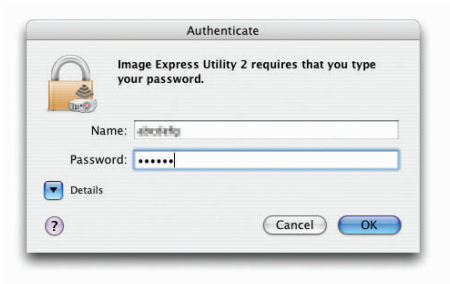 Authenticate
Image Express Utility 2 requires that you type
your password.
Name:
Password: ••••••
Details
?
Cancel
OK